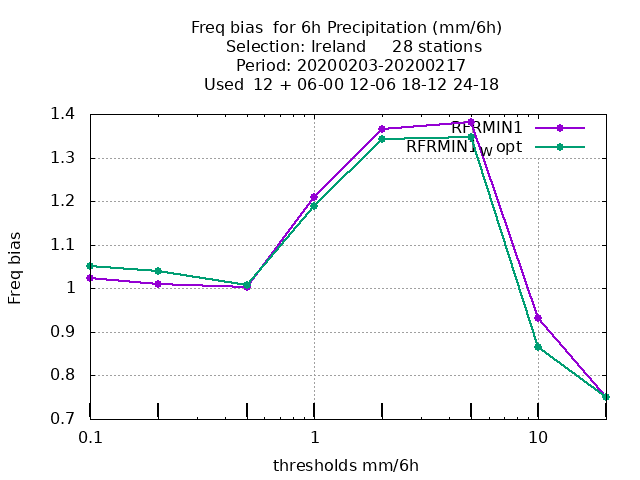 Freq bias  for 6h Precipitation (mm/6h)
Selection: Ireland     28 stations
Period: 20200203-20200217
Used  12 + 06-00 12-06 18-12 24-18
1.4
1.3
1.2
1.1
1
0.9
0.8
0.7
Freq bias
RFRMIN1
RFRMIN1_w opt
0.1 1 10
thresholds mm/6h